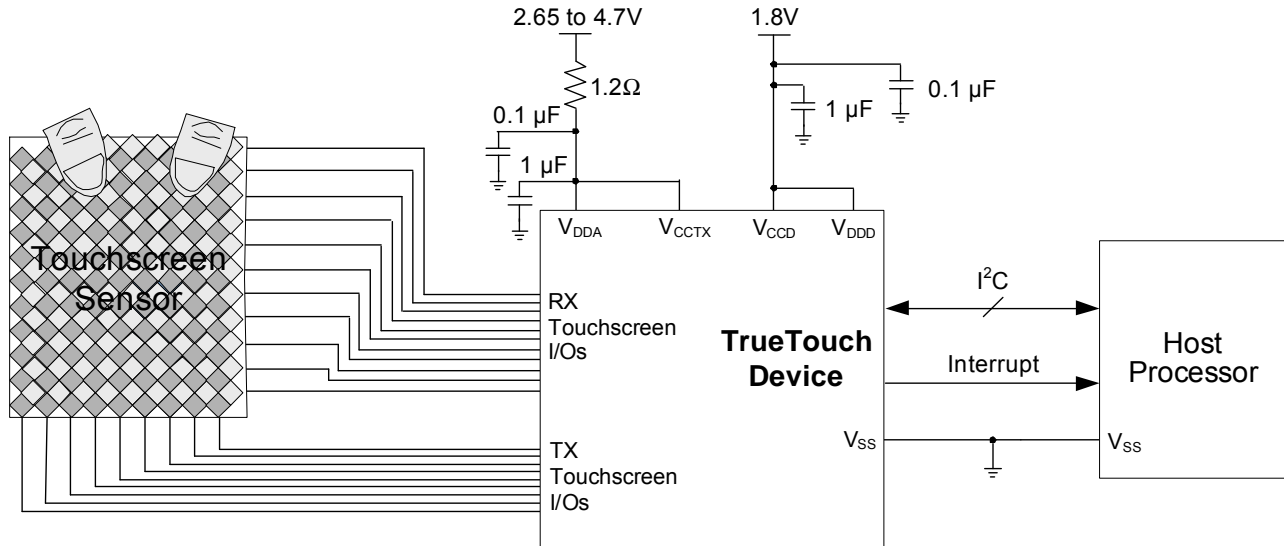 2.65 to 4.7V
1.8V
1.2Ω
0.1 µF
1 µF
1 µF
0.1 µF
V_DDA
V_CCTX
V_CCD
V_DDD
Touchscreen
Sensor
RX
Touchscreen
I/Os
TrueTouch
Device
I²C
Interrupt
Host
Processor
TX
Touchscreen
I/Os
V_SS
V_SS